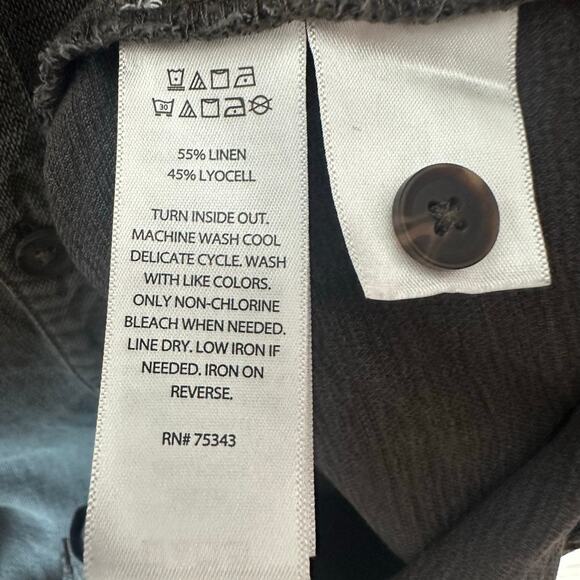 30
55% LINEN
45% LYOCELL
TURN INSIDE OUT.
MACHINE WASH COOL
DELICATE CYCLE. WASH
WITH LIKE COLORS.
ONLY NON-CHLORINE
BLEACH WHEN NEEDED.
LINE DRY. LOW IRON IF
NEEDED. IRON ON
REVERSE.
RN# 75343